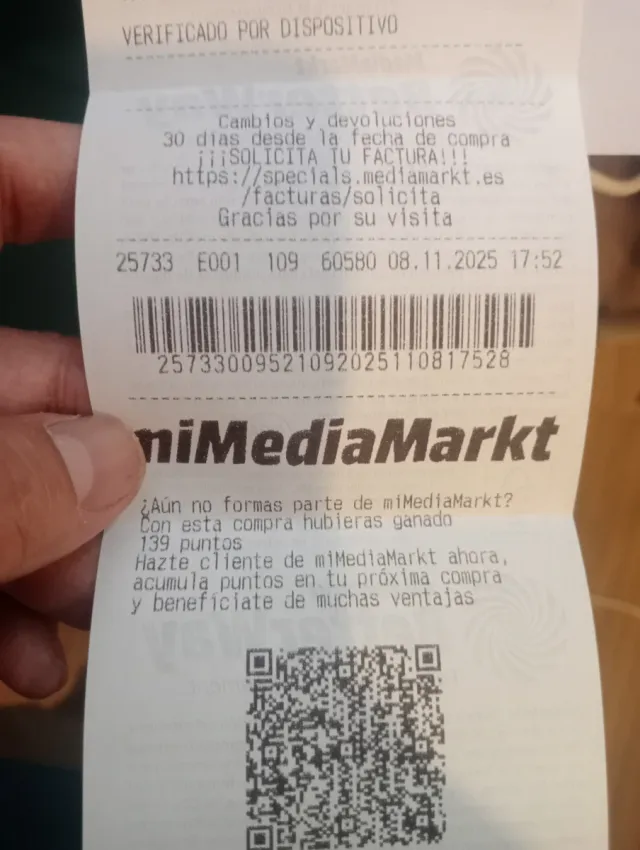 VERIFICADO POR DISPOSITIVO
Cambios y devoluciones
30 días desde la fecha de compra
¡¡¡SOLICITA TU FACTURA!!!
https://specials.mediamarkt.es
/facturas/solicita
Gracias por su visita
25733 E001 109 60580 08.11.2025 17:52
2573300952109202511081​7528
miMediaMarkt
¿Aún no formas parte de miMediaMarkt?
Con esta compra hubieras ganado
139 puntos
Hazte cliente de miMediaMarkt ahora,
acumula puntos en tu próxima compra
y benefíciate de muchas ventajas